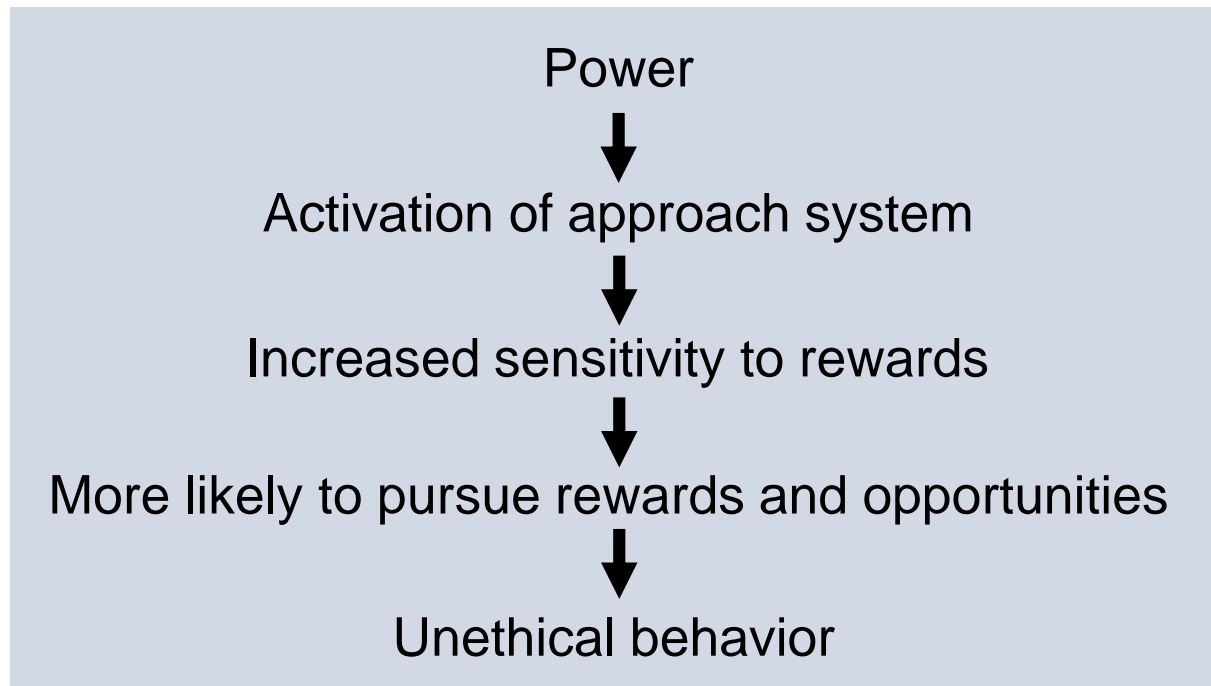 Power
Activation of approach system
Increased sensitivity to rewards
More likely to pursue rewards and opportunities
Unethical behavior